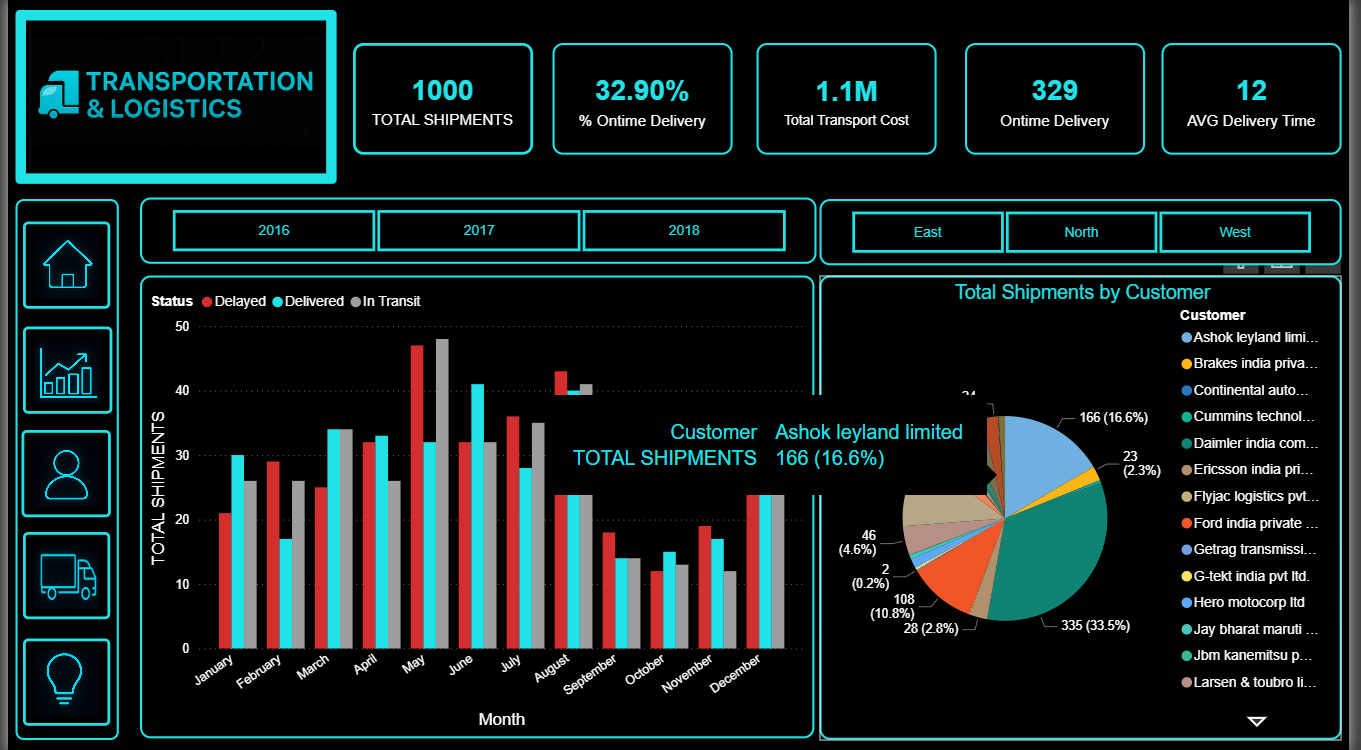 TRANSPORTATION
& LOGISTICS
1000
TOTAL SHIPMENTS
32.90%
% Ontime Delivery
1.1M
Total Transport Cost
329
Ontime Delivery
12
AVG Delivery Time
2016
2017
2018
East
North
West
Status
Delayed
Delivered
In Transit
50
40
30
20
10
0
TOTAL SHIPMENTS
January
February
March
April
May
June
July
August
September
October
November
December
Month
Customer Ashok leyland limited
TOTAL SHIPMENTS 166 (16.6%)
Total Shipments by Customer
166 (16.6%)
23
(2.3%)
335 (33.5%)
28 (2.8%)
108
(10.8%)
2
(0.2%)
46
(4.6%)
Customer
Ashok leyland limi...
Brakes india priva...
Continental auto...
Cummins technol...
Daimler india com...
Ericsson india pri...
Flyjac logistics pvt...
Ford india private ...
Getrag transmissi...
G-tekt india pvt ltd.
Hero motocorp ltd
Jay bharat maruti ...
Jbm kanemitsu p...
Larsen & toubro li...